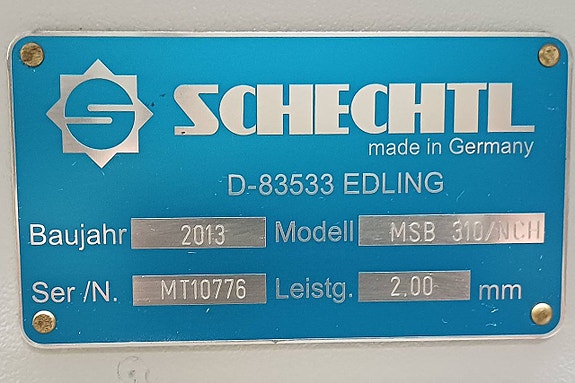 SCHECHTL
made in Germany
D-83533 EDLING
Baujahr 2013 Modell MSB 310/NCH
Ser /N. MT10776 Leistg. 2.00 mm